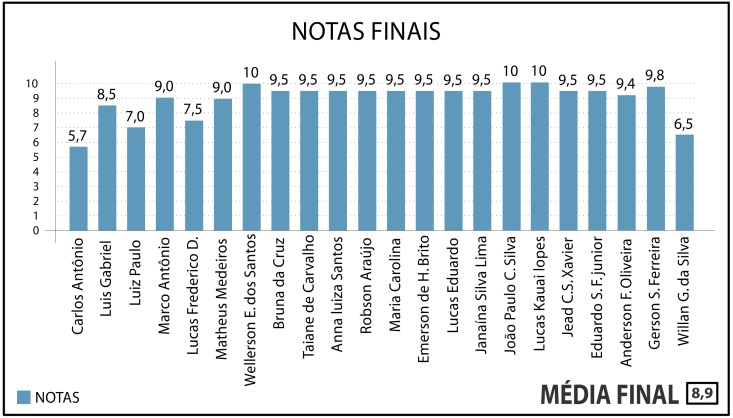 NOTAS FINAIS
10
9
8
7
6
5
4
3
2
1
0
5,7
8,5
7,0
9,0
7,5
9,0
10
9,5
9,5
9,5
9,5
9,5
9,5
9,5
9,5
10
10
9,5
9,5
9,4
9,8
6,5
Carlos Antônio
Luis Gabriel
Luiz Paulo
Marco Antônio
Lucas Frederico D.
Matheus Medeiros
Wellerson E. dos Santos
Bruna da Cruz
Taiane de Carvalho
Anna luiza Santos
Robson Araújo
Maria Carolina
Emerson de H. Brito
Lucas Eduardo
Janaína Silva Lima
João Paulo C. Silva
Lucas Kauai lopes
Jead C.S. Xavier
Eduardo S. F. junior
Anderson F. Oliveira
Gerson S. Ferreira
Willan G. da Silva
NOTAS
MÉDIA FINAL 8,9